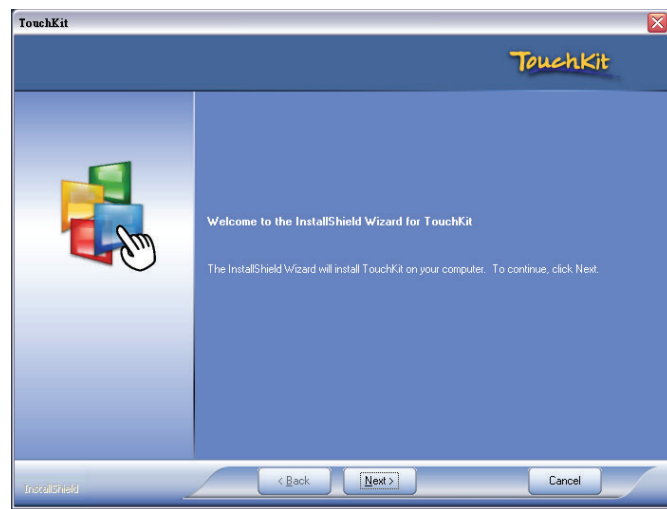 TouchKit
TouchKit
Welcome to the InstallShield Wizard for TouchKit
The InstallShield Wizard will install TouchKit on your computer. To continue, click Next.
InstallShield
< Back
Next >
Cancel